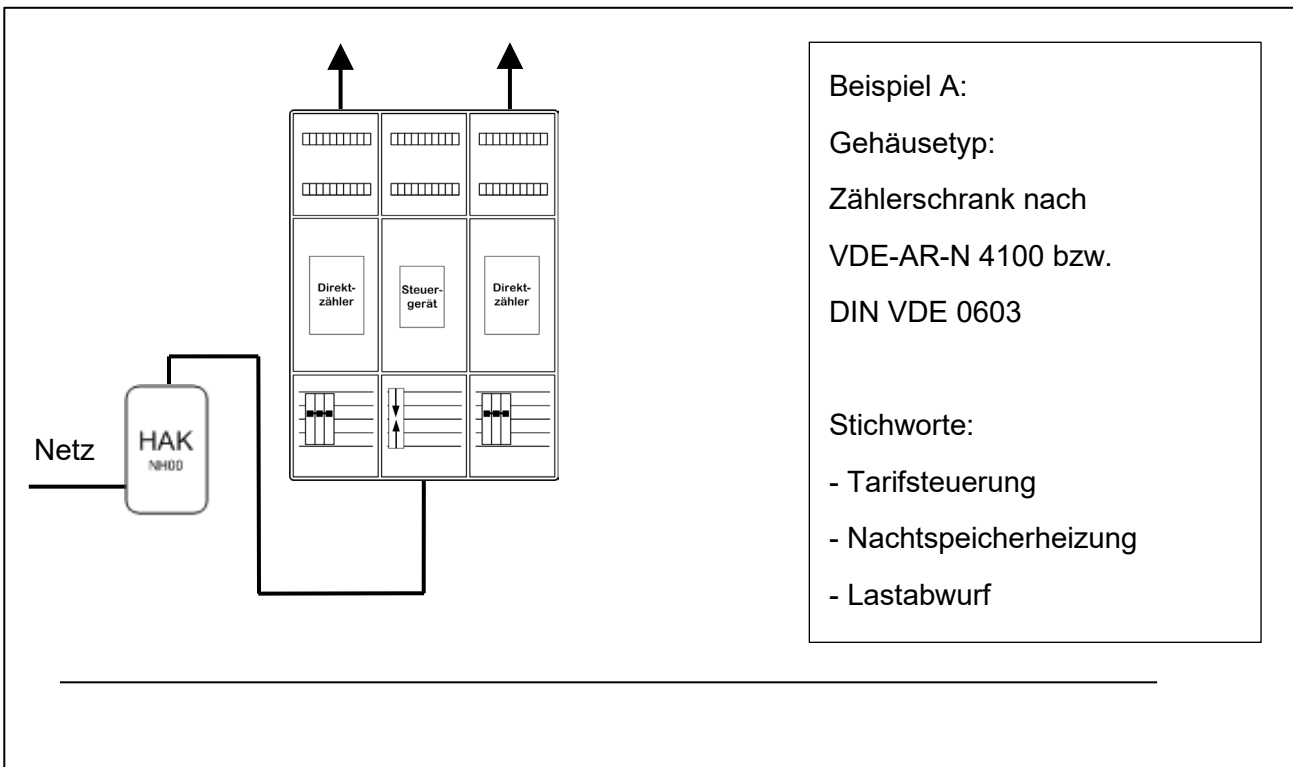 Direkt-
zähler
Steuer-
gerät
Direkt-
zähler
Netz
HAK
NH00
Beispiel A:
Gehäusetyp:
Zählerschrank nach
VDE-AR-N 4100 bzw.
DIN VDE 0603
Stichworte:
- Tarifsteuerung
- Nachtspeicherheizung
- Lastabwurf